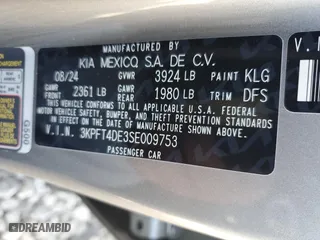 MANUFACTURED BY
KIA MEXICO S.A. DE C.V.
08/24 GVWR 3924 LB PAINT KLG
GAWR FRONT 2361 LB GAWR REAR 1980 LB TRIM DFS
THIS VEHICLE CONFORMS TO ALL APPLICABLE U.S.A. FEDERAL
MOTOR VEHICLE SAFETY, BUMPER, AND THEFT PREVENTION
STANDARDS IN EFFECT ON THE DATE OF MANUFACTURE SHOWN ABOVE.
V.I.N. 3KPFT4DE3SE009753
PASSENGER CAR
G500
V.I.N
DREAMBID